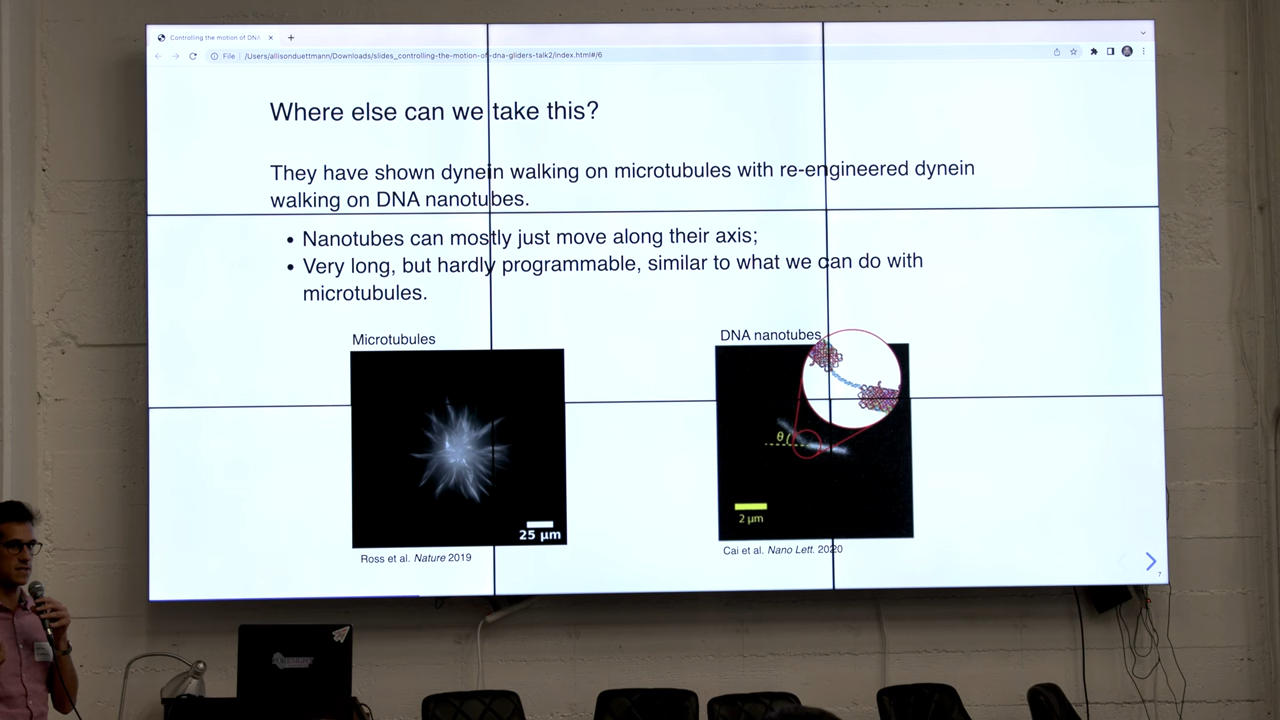 Controlling the motion of DNA
File /Users/allisonduettmann/Downloads/slides_controlling-the-motion-of-dna-gliders-talk2/index.html#/6
Where else can we take this?
They have shown dynein walking on microtubules with re-engineered dynein
walking on DNA nanotubes.
• Nanotubes can mostly just move along their axis;
• Very long, but hardly programmable, similar to what we can do with
microtubules.
Microtubules
DNA nanotubes
θ
25 µm
2 µm
Ross et al. Nature 2019
Cai et al. Nano Lett. 2020
7
FORESIGHT